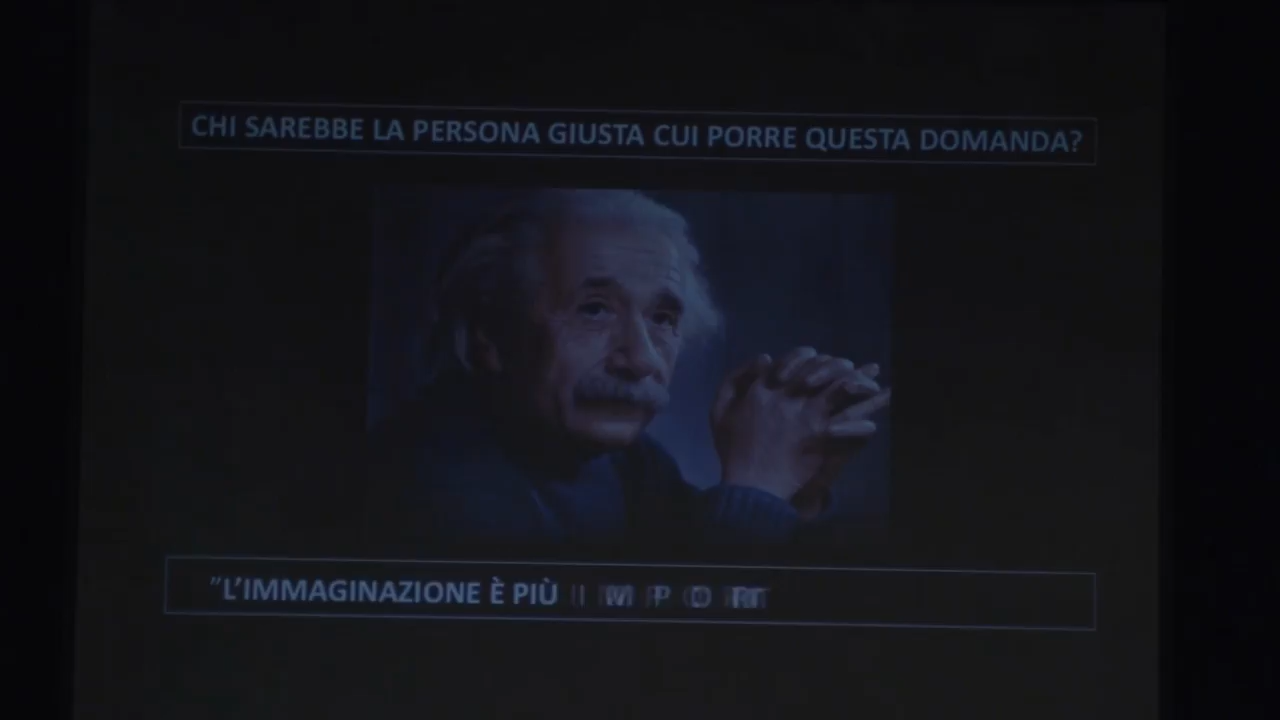 CHI SAREBBE LA PERSONA GIUSTA CUI PORRE QUESTA DOMANDA?
"L'IMMAGINAZIONE È PIÙ